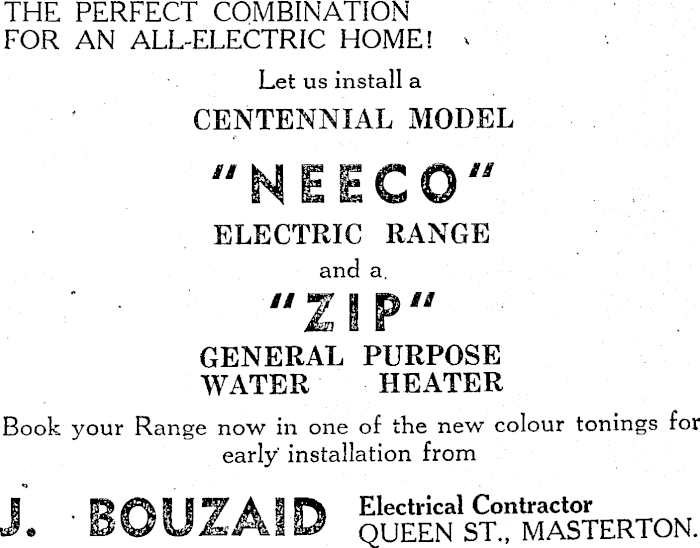 THE PERFECT COMBINATION
FOR AN ALL-ELECTRIC HOME!
Let us install a
CENTENNIAL MODEL
"NEECO"
ELECTRIC RANGE
and a
"ZIP"
GENERAL PURPOSE
WATER HEATER
Book your Range now in one of the new colour tonings for
early installation from
J. BOUZAID Electrical Contractor
QUEEN ST., MASTERTON.